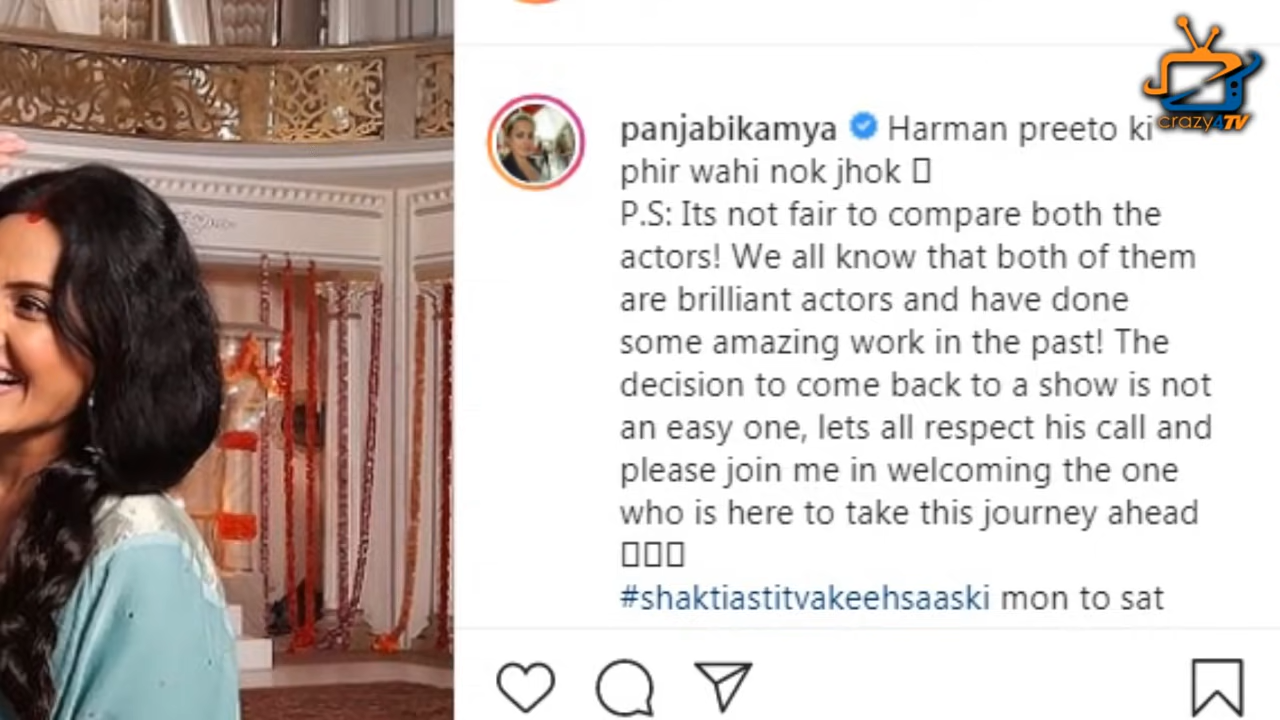 crazy4TV
panjabikamya Harman preeto ki
phir wahi nok jhok
P.S: Its not fair to compare both the
actors! We all know that both of them
are brilliant actors and have done
some amazing work in the past! The
decision to come back to a show is not
an easy one, lets all respect his call and
please join me in welcoming the one
who is here to take this journey ahead
#shaktiastitvakeehsaaski mon to sat